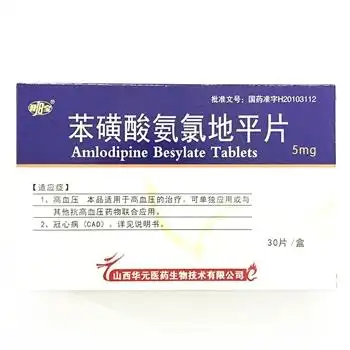 批准文号：国药准字H20103112
苯磺酸氨氯地平片
Amlodipine Besylate Tablets
5mg
【适应症】
1、高血压 本品适用于高血压的治疗，可单独应用或与
其他抗高血压药物联合应用。
2、冠心病（CAD），详见说明书。
30片/盒
山西华元医药生物技术有限公司